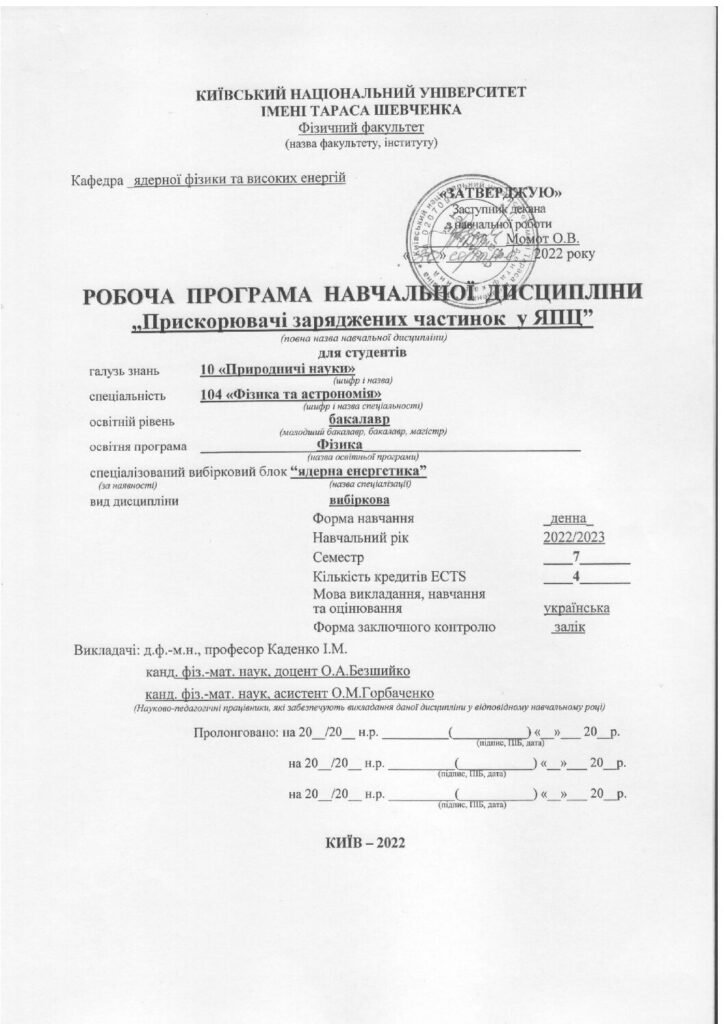 КИЇВСЬКИЙ НАЦІОНАЛЬНИЙ УНІВЕРСИТЕТ
ІМЕНІ ТАРАСА ШЕВЧЕНКА
Фізичний факультет
(назва факультету, інституту)
Кафедра ядерної фізики та високих енергій
«ЗАТВЕРДЖУЮ»
Заступник декана
з навчальної роботи
Момот О.В.
« » 2022 року
РОБОЧА ПРОГРАМА НАВЧАЛЬНОЇ ДИСЦИПЛІНИ
„Прискорювачі заряджених частинок у ЯПЦ”
(повна назва навчальної дисципліни)
для студентів
галузь знань 10 «Природничі науки»
(шифр і назва)
спеціальність 104 «Фізика та астрономія»
(шифр і назва спеціальності)
освітній рівень бакалавр
(молодший бакалавр, бакалавр, магістр)
освітня програма Фізика
(назва освітньої програми)
спеціалізований вибірковий блок “ядерна енергетика”
(за наявності) (назва спеціалізації)
вид дисципліни вибіркова
Форма навчання _денна_
Навчальний рік 2022/2023
Семестр ____7_______
Кількість кредитів ECTS ____4_______
Мова викладання, навчання
та оцінювання українська
Форма заключного контролю залік
Викладачі: д.ф.-м.н., професор Каденко І.М.
канд. фіз.-мат. наук, доцент О.А.Безшийко
канд. фіз.-мат. наук, асистент О.М.Горбаченко
(Науково-педагогічні працівники, які забезпечують викладання даної дисципліни у відповідному навчальному році)
Пролонговано: на 20__/20__ н.р. __________(___________) «__»___ 20__р.
(підпис, ПІБ, дата)
на 20__/20__ н.р. __________(___________) «__»___ 20__р.
(підпис, ПІБ, дата)
на 20__/20__ н.р. __________(___________) «__»___ 20__р.
(підпис, ПІБ, дата)
КИЇВ – 2022